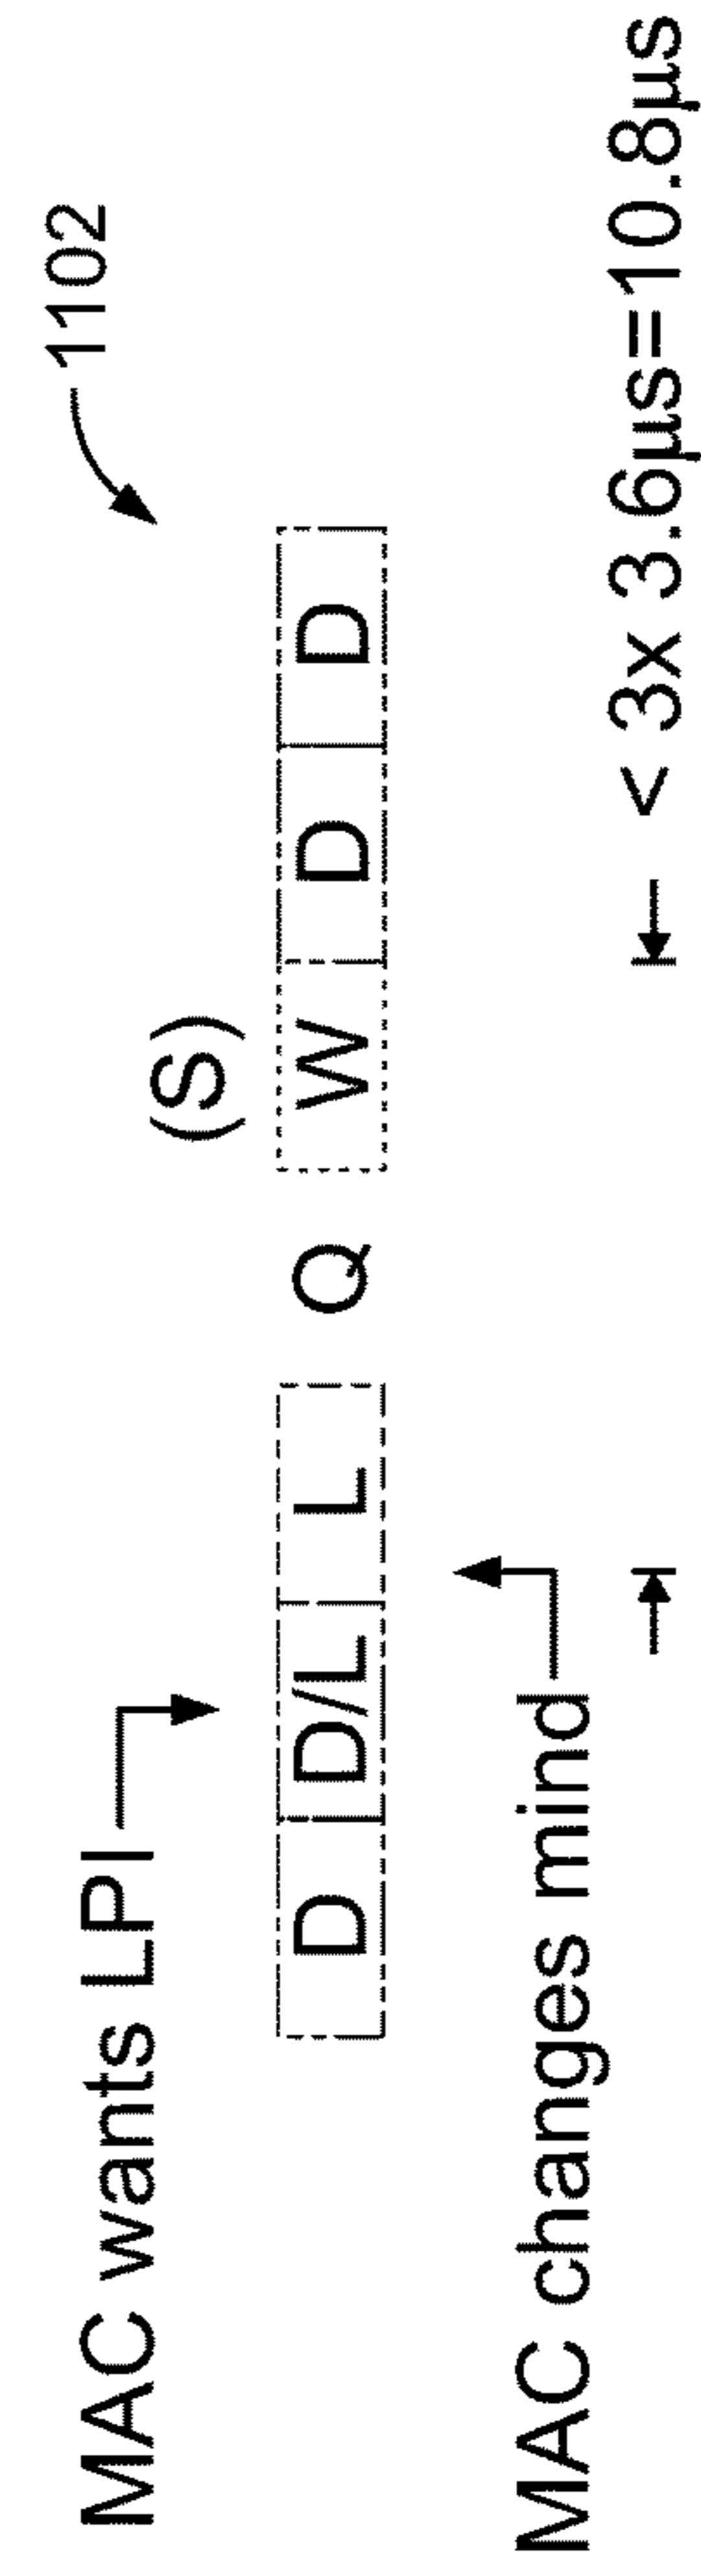 1102
MAC wants LPI
(S)
D D/L L Q W D D
MAC changes mind
< 3x 3.6µs=10.8µs